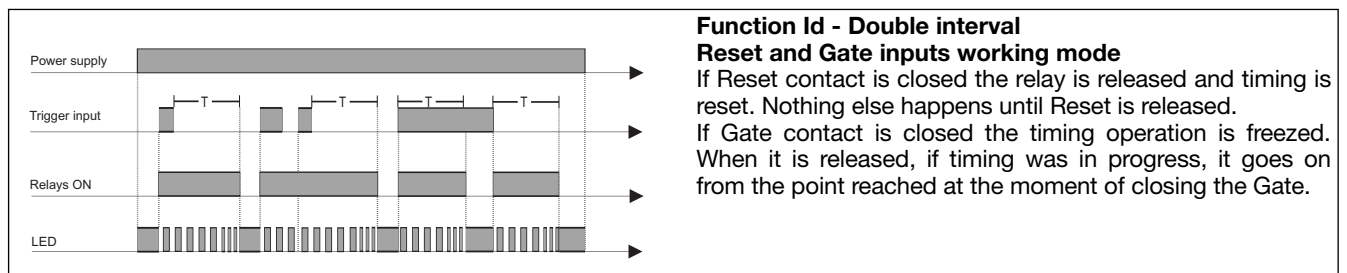 Power supply
T T T T
Trigger input
Relays ON
LED
Function Id - Double interval
Reset and Gate inputs working mode
If Reset contact is closed the relay is released and timing is
reset. Nothing else happens until Reset is released.
If Gate contact is closed the timing operation is freezed.
When it is released, if timing was in progress, it goes on
from the point reached at the moment of closing the Gate.